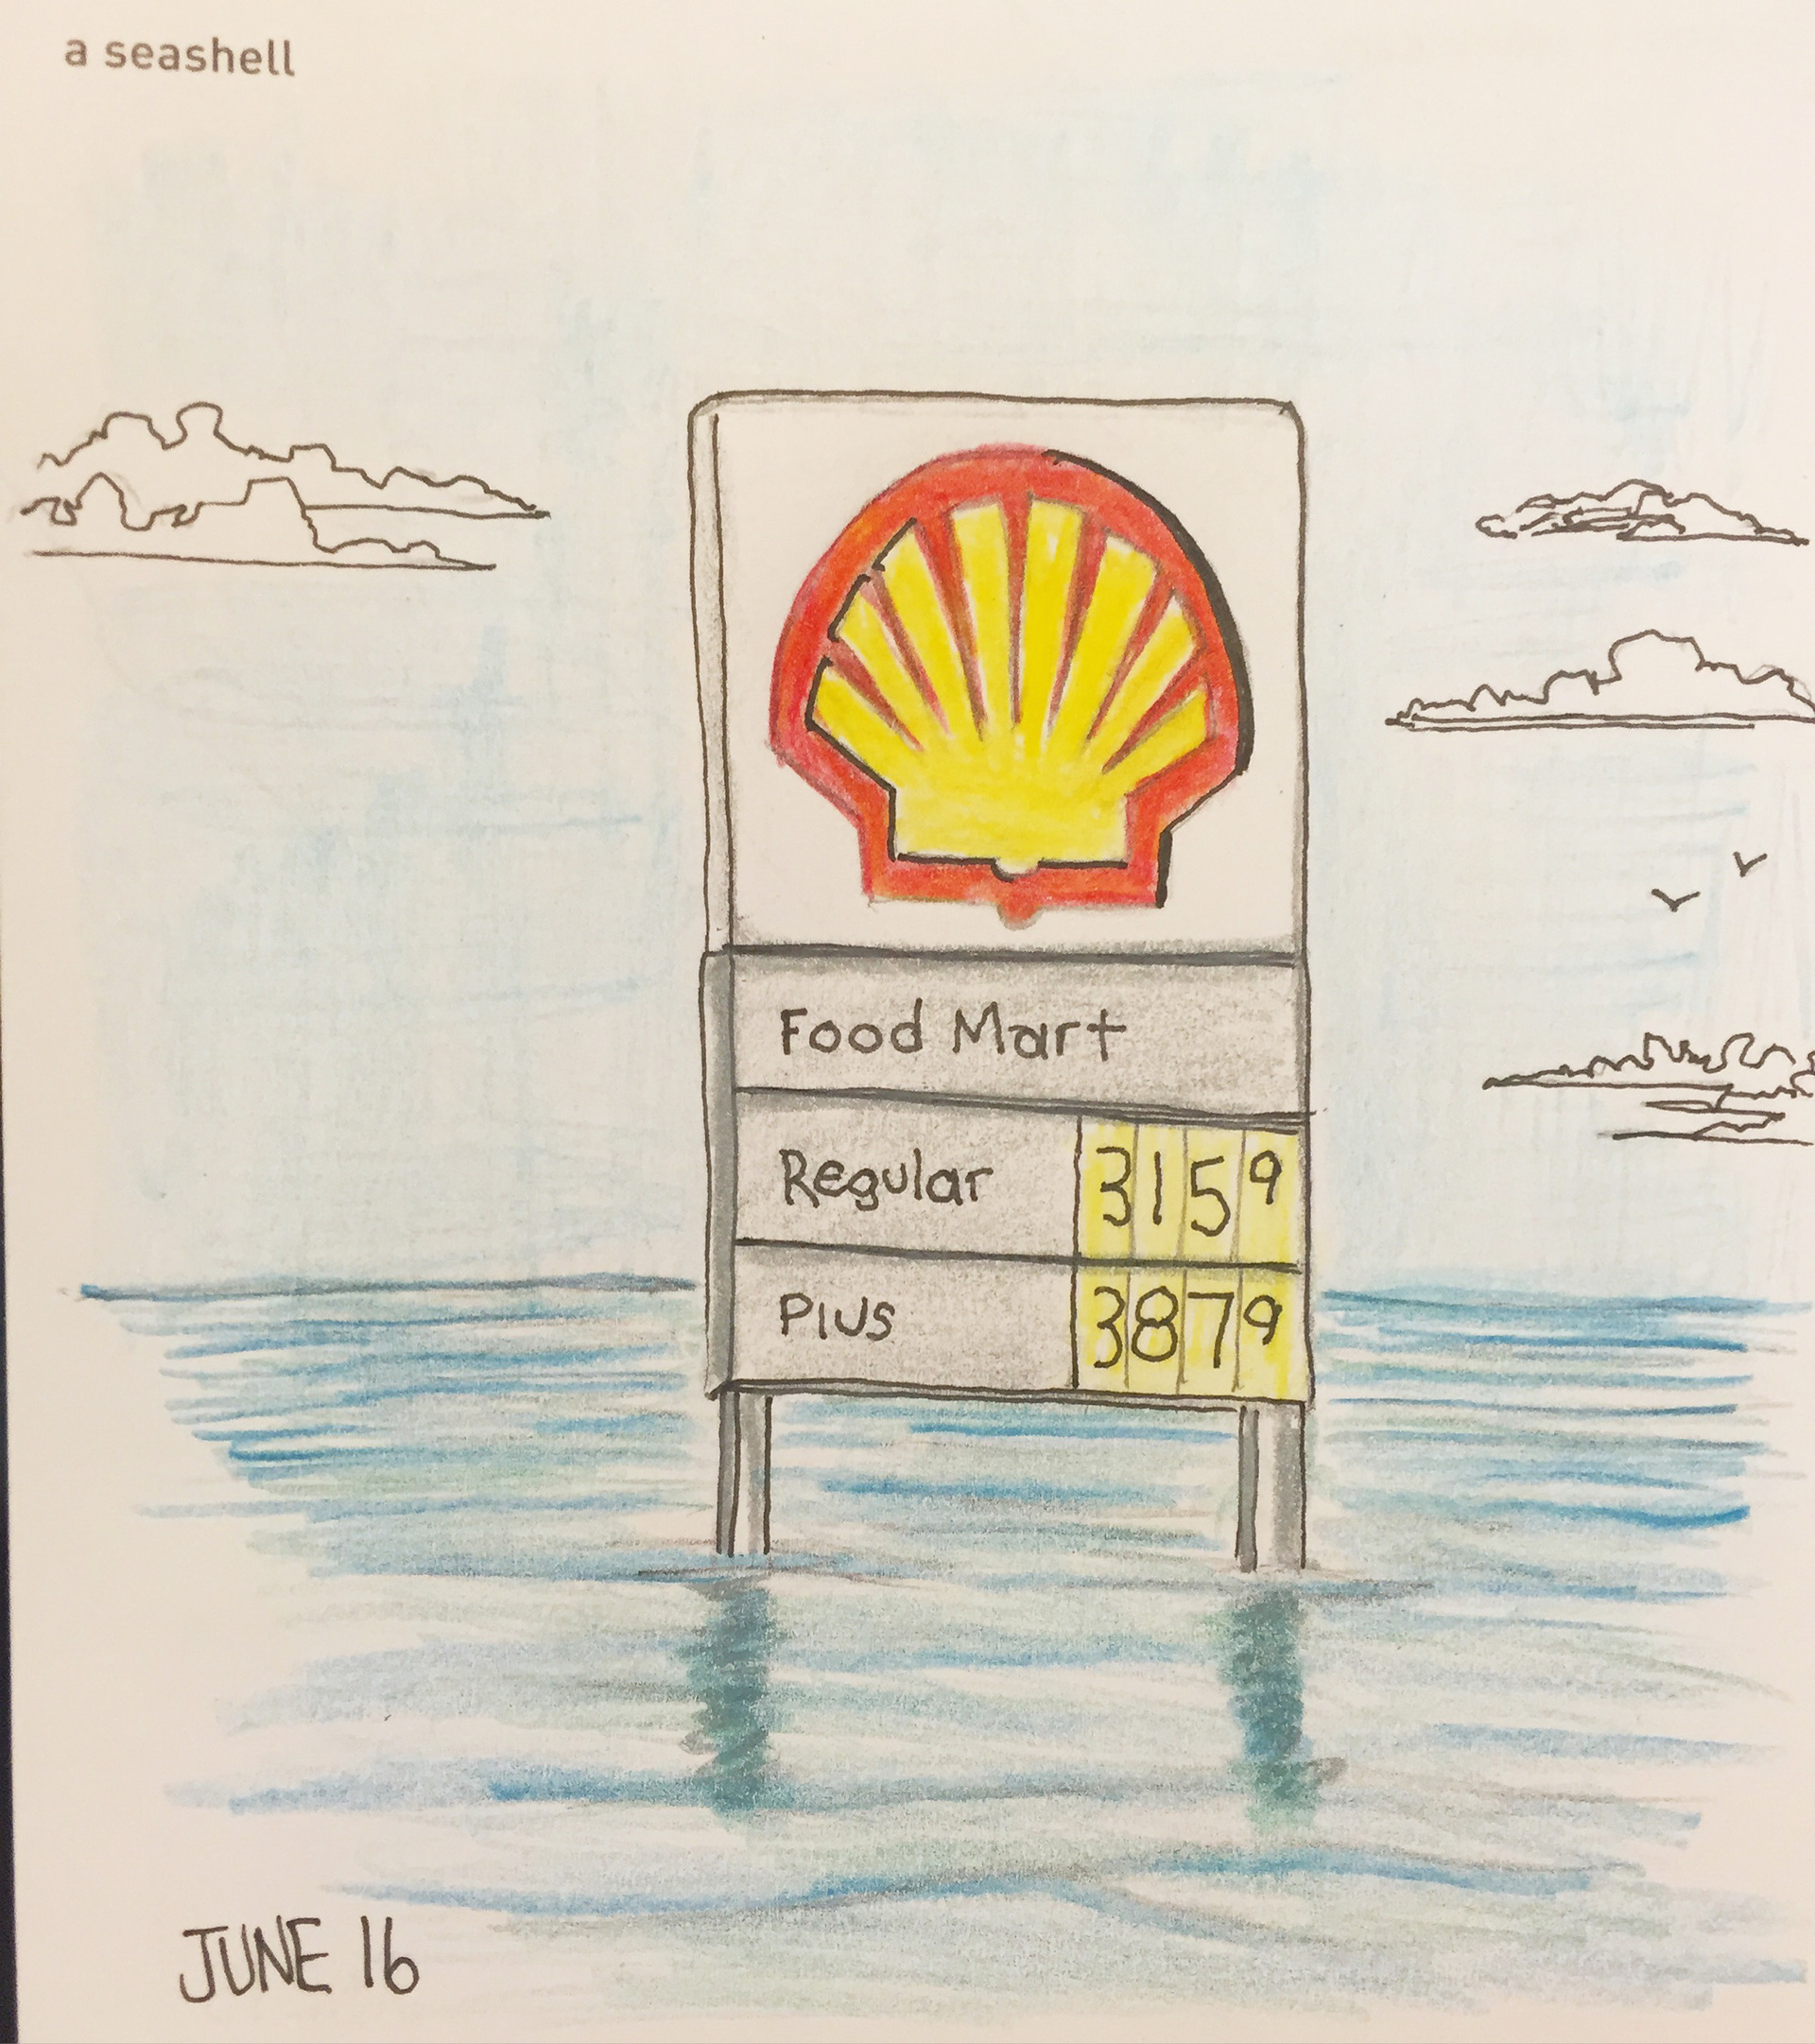 a seashell
Food Mart
Regular 3159
Plus 3879
JUNE 16